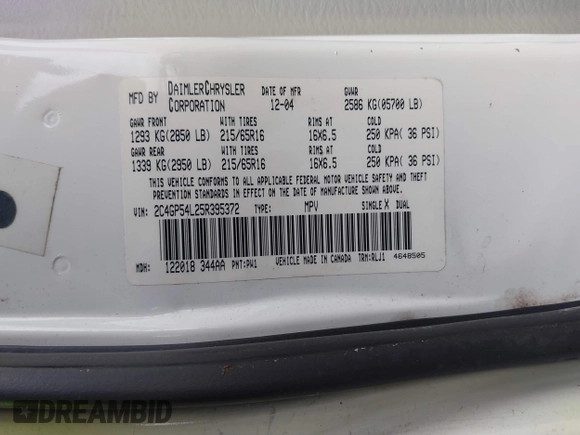 MFD BY DAIMLERCHRYSLER CORPORATION DATE OF MFR 12-04 GVWR 2586 KG(05700 LB)
GAWR FRONT WITH TIRES RIMS AT COLD
1293 KG(2850 LB) 215/65R16 16X6.5 250 KPA( 36 PSI)
GAWR REAR WITH TIRES RIMS AT COLD
1339 KG(2950 LB) 215/65R16 16X6.5 250 KPA( 36 PSI)
THIS VEHICLE CONFORMS TO ALL APPLICABLE FEDERAL MOTOR VEHICLE SAFETY AND THEFT
PREVENTION STANDARDS IN EFFECT ON THE DATE OF MANUFACTURE SHOWN ABOVE.
VIN: 2C4GP54L25R395372 TYPE: MPV SINGLE X DUAL
MDH: 122018 344AA PNT:PW1 VEHICLE MADE IN CANADA TRM:RLJ1 4648505
DREAMBID